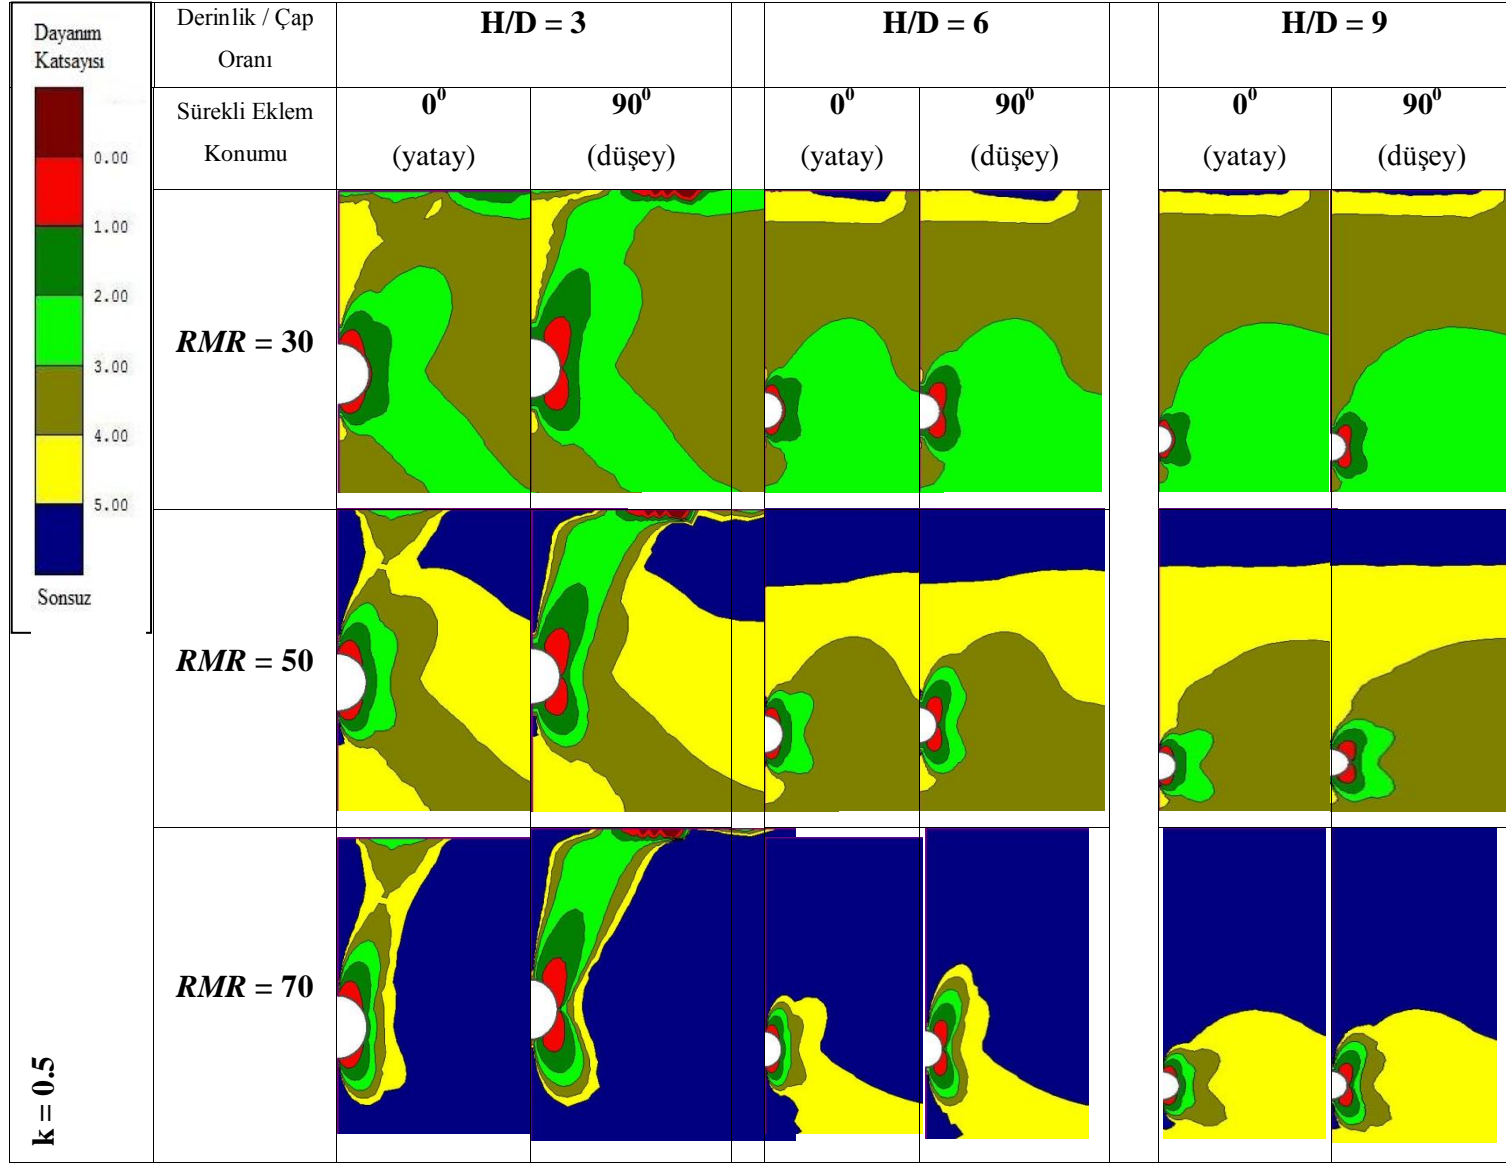 Dayanım
Katsayısı
0.00
1.00
2.00
3.00
4.00
5.00
Sonsuz
Derinlik / Çap
Oranı
H/D = 3
H/D = 6
H/D = 9
Sürekli Eklem
Konumu
0⁰
(yatay)
90⁰
(düşey)
0⁰
(yatay)
90⁰
(düşey)
0⁰
(yatay)
90⁰
(düşey)
RMR = 30
RMR = 50
RMR = 70
k = 0.5